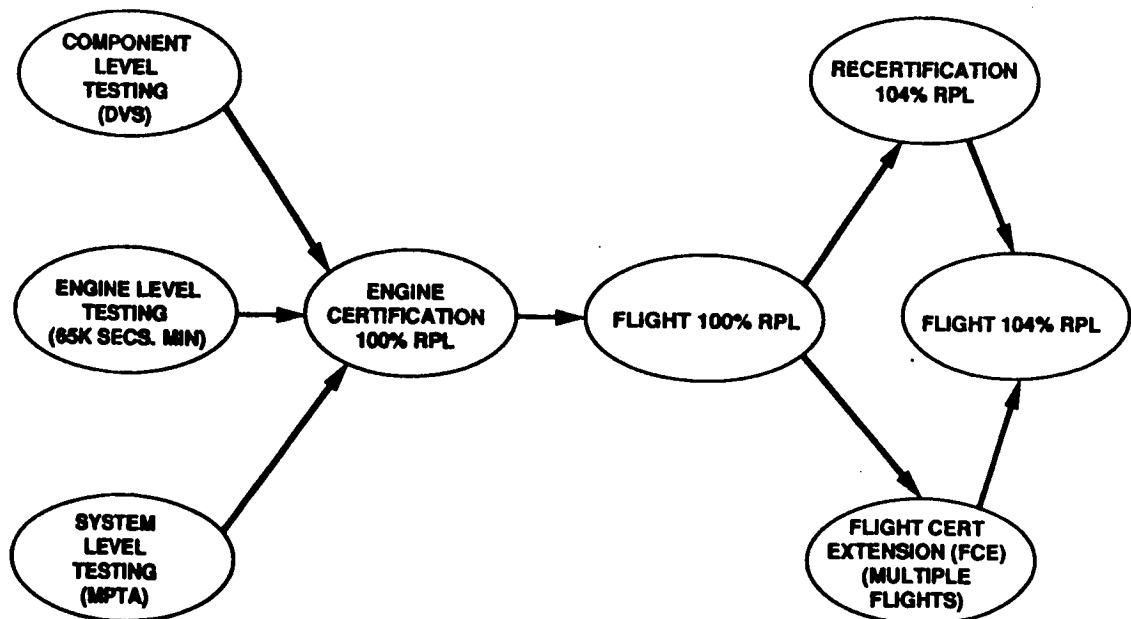 COMPONENT
LEVEL
TESTING
(DVS)
ENGINE LEVEL
TESTING
(65K SECS. MIN)
SYSTEM
LEVEL
TESTING
(MPTA)
ENGINE
CERTIFICATION
100% RPL
FLIGHT 100% RPL
RECERTIFICATION
104% RPL
FLIGHT 104% RPL
FLIGHT CERT
EXTENSION (FCE)
(MULTIPLE
FLIGHTS)